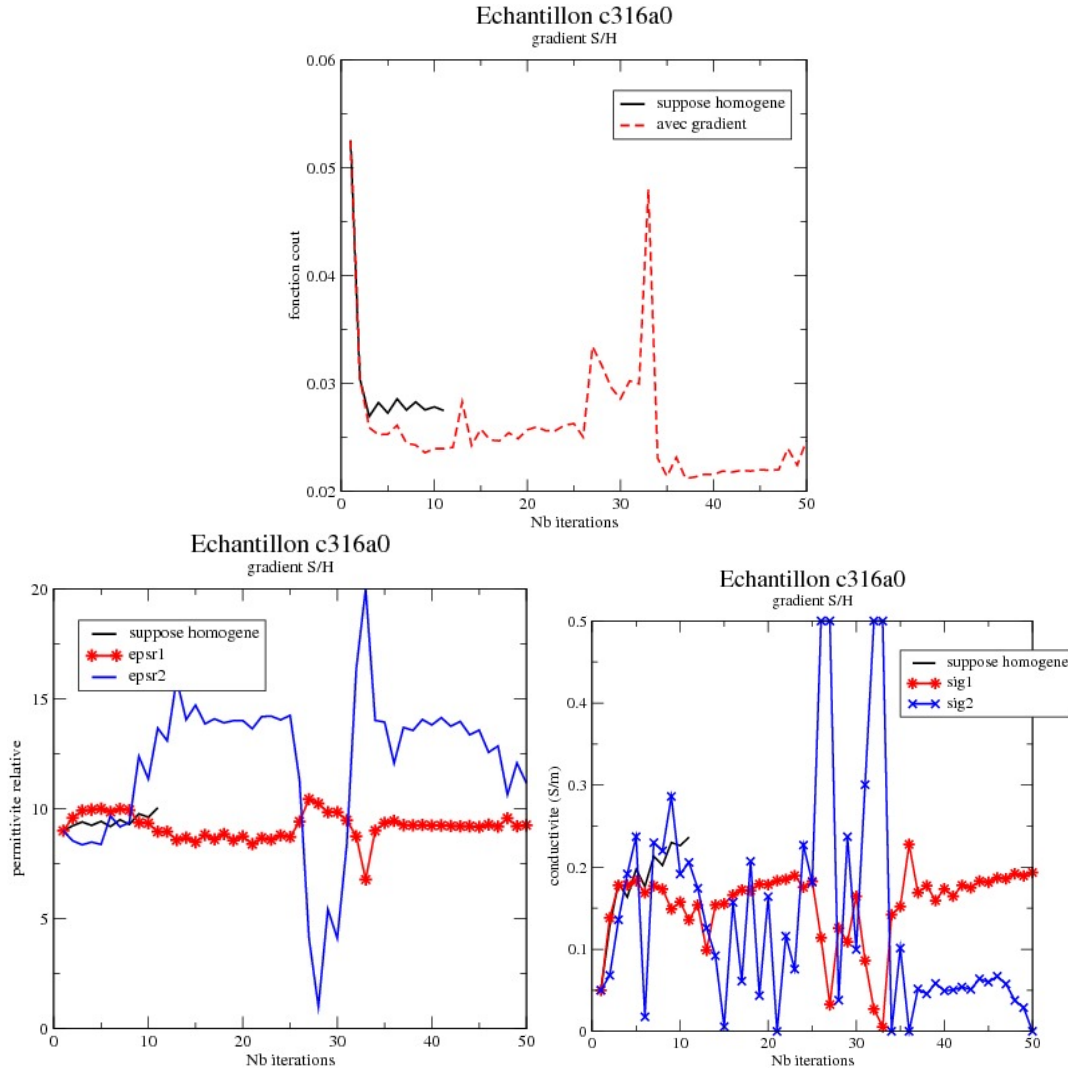 Echantillon c316a0
gradient S/H
0.06
0.05
0.04
0.03
0.02
fonction cout
suppose homogene
avec gradient
0 10 20 30 40 50
Nb iterations
Echantillon c316a0
gradient S/H
20
15
10
5
0
permittivite relative
suppose homogene
epsr1
epsr2
0 10 20 30 40 50
Nb iterations
Echantillon c316a0
gradient S/H
0.5
0.4
0.3
0.2
0.1
0
conductivite (S/m)
suppose homogene
sig1
sig2
0 10 20 30 40 50
Nb iterations